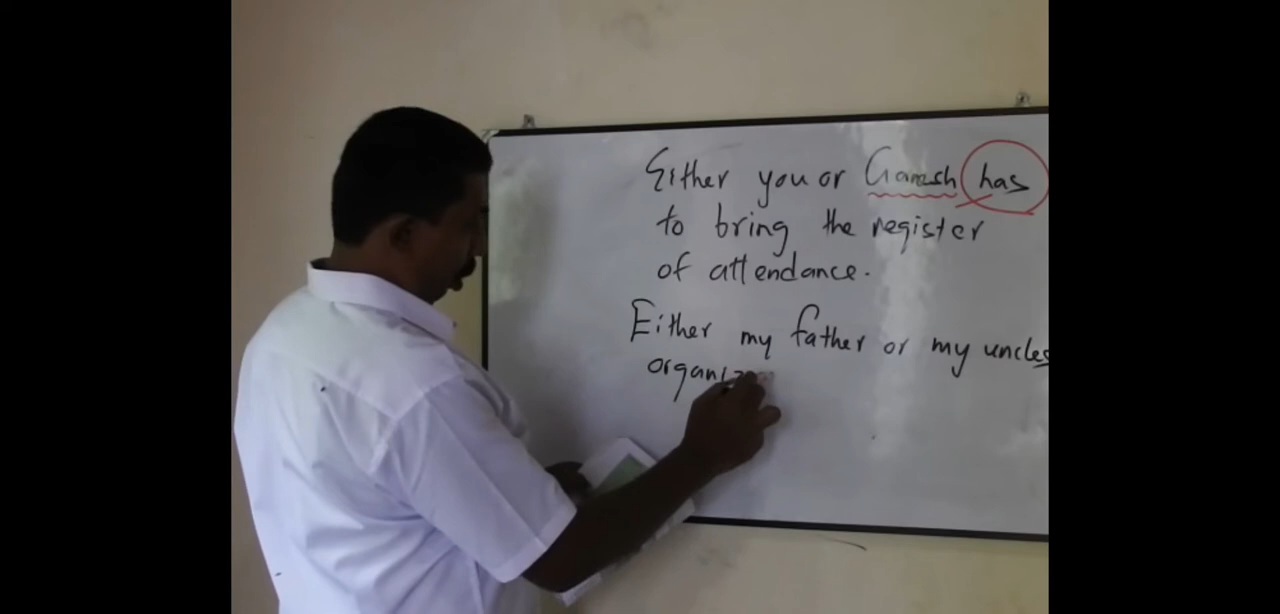 Either you or Ganesh has
to bring the register
of attendance.
Either my father or my uncles